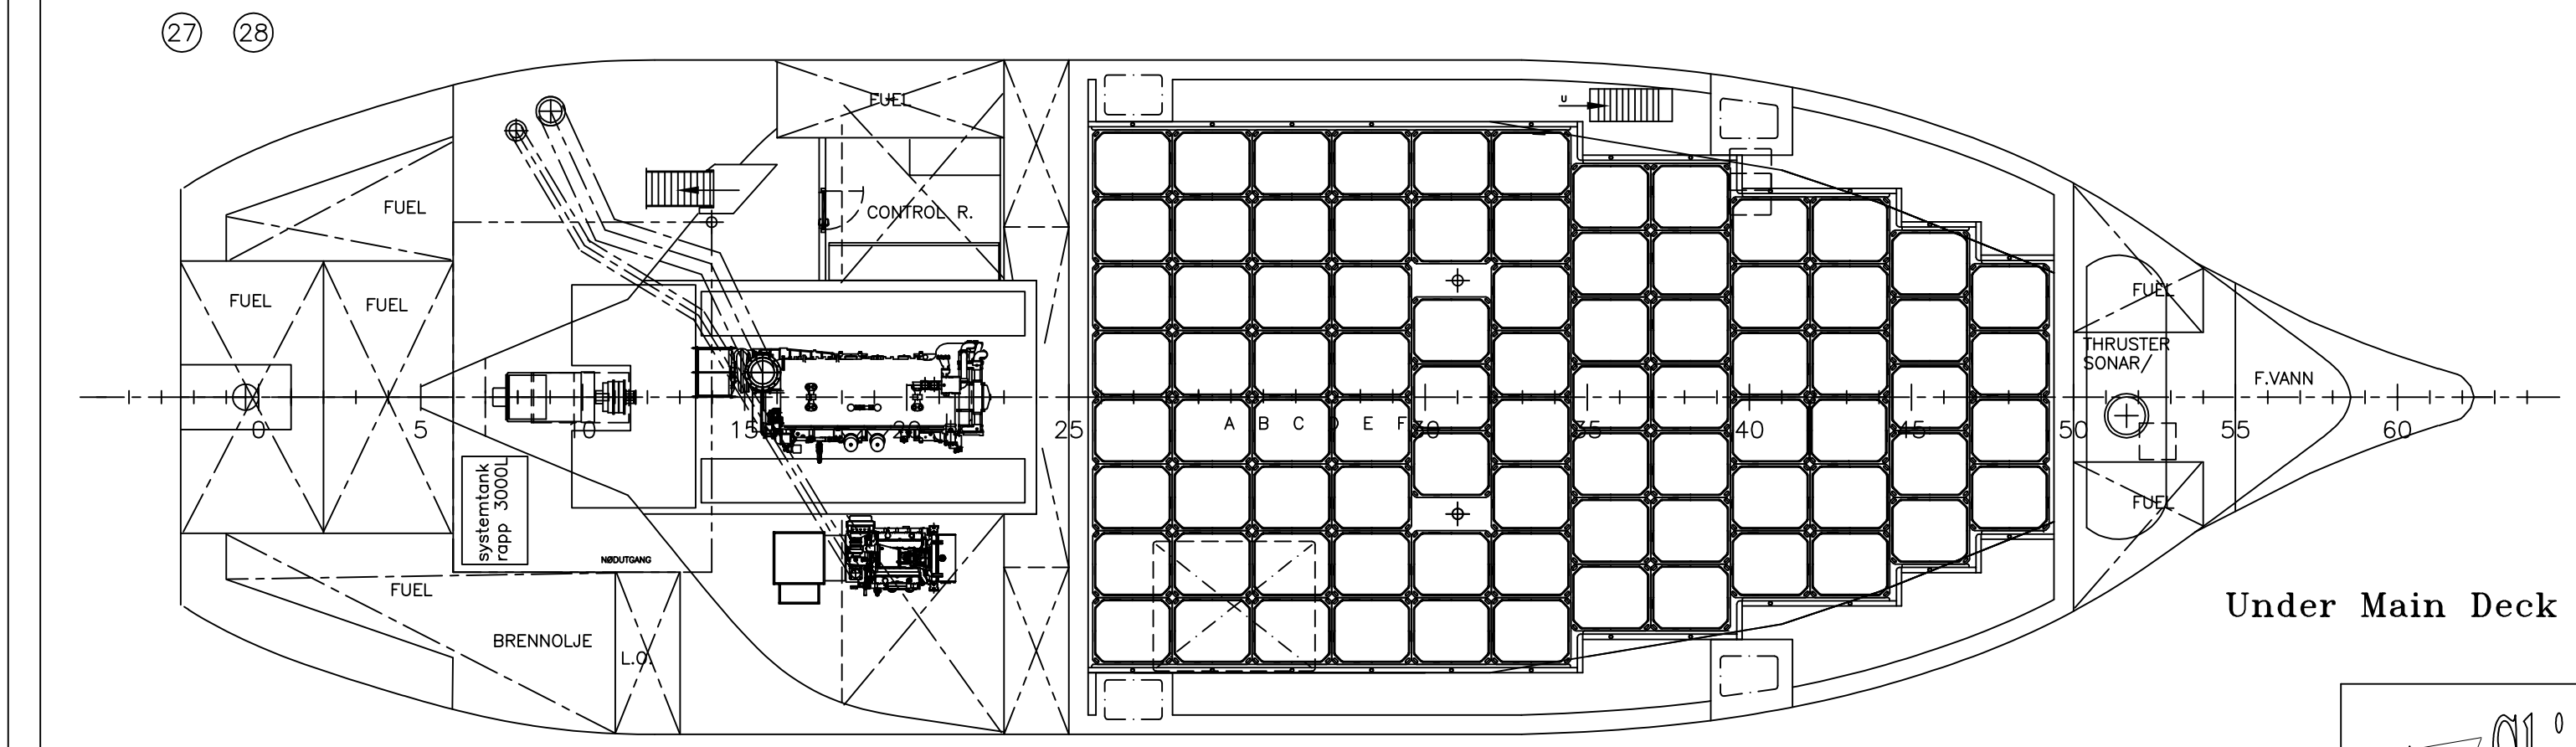 27 28
FUEL
U
FUEL
CONTROL R.
FUEL
FUEL
FUEL
THRUSTER
SONAR/
F.VANN
A B C D E F
0 5 10 15 20 25 30 35 40 45 50 55 60
systemtank
rapp 3000L
FUEL
NØDUTGANG
FUEL
BRENNOLJE
L.O.
Under Main Deck